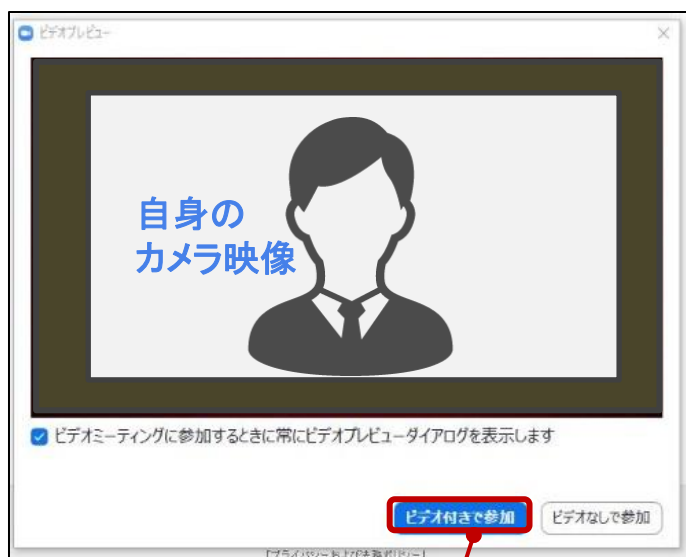 ビデオプレビュー
自身の
カメラ映像
ビデオミーティングに参加するときに常にビデオプレビューダイアログを表示します
ビデオ付きで参加
ビデオなしで参加